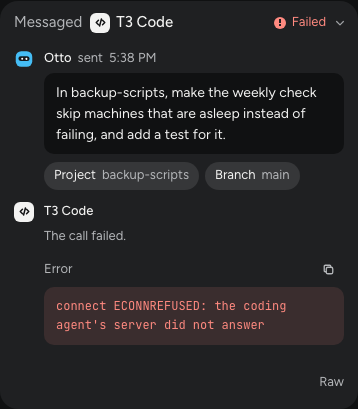 Messaged T3 Code Failed
Otto sent 5:38 PM
In backup-scripts, make the weekly check
skip machines that are asleep instead of
failing, and add a test for it.
Project backup-scripts Branch main
T3 Code
The call failed.
Error
connect ECONNREFUSED: the coding
agent's server did not answer
Raw